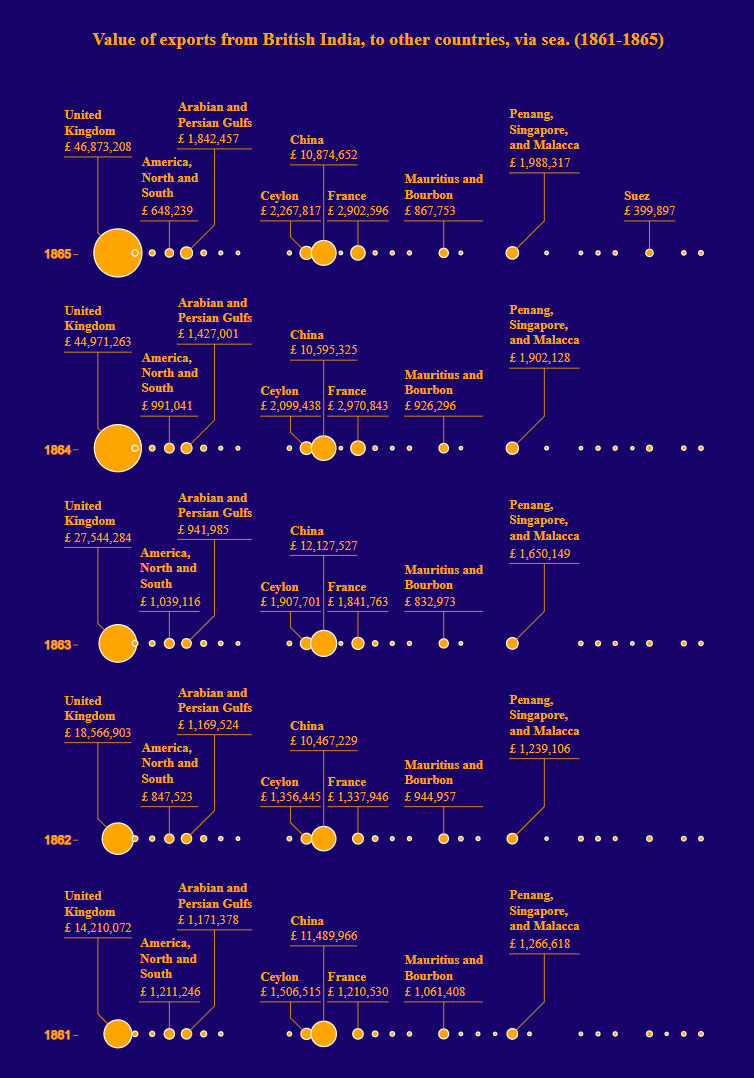 Value of exports from British India, to other countries, via sea. (1861-1865)
United
Kingdom
£ 46,873,208
America,
North and
South
£ 648,239
Arabian and
Persian Gulfs
£ 1,842,457
Ceylon
£ 2,267,817
China
£ 10,874,652
France
£ 2,902,596
Mauritius and
Bourbon
£ 867,753
Penang,
Singapore,
and Malacca
£ 1,988,317
Suez
£ 399,897
1865
United
Kingdom
£ 44,971,263
America,
North and
South
£ 991,041
Arabian and
Persian Gulfs
£ 1,427,001
Ceylon
£ 2,099,438
China
£ 10,595,325
France
£ 2,970,843
Mauritius and
Bourbon
£ 926,296
Penang,
Singapore,
and Malacca
£ 1,902,128
1864
United
Kingdom
£ 27,544,284
America,
North and
South
£ 1,039,116
Arabian and
Persian Gulfs
£ 941,985
Ceylon
£ 1,907,701
China
£ 12,127,527
France
£ 1,841,763
Mauritius and
Bourbon
£ 832,973
Penang,
Singapore,
and Malacca
£ 1,650,149
1863
United
Kingdom
£ 18,566,903
America,
North and
South
£ 847,523
Arabian and
Persian Gulfs
£ 1,169,524
Ceylon
£ 1,356,445
China
£ 10,467,229
France
£ 1,337,946
Mauritius and
Bourbon
£ 944,957
Penang,
Singapore,
and Malacca
£ 1,239,106
1862
United
Kingdom
£ 14,210,072
America,
North and
South
£ 1,211,246
Arabian and
Persian Gulfs
£ 1,171,378
Ceylon
£ 1,506,515
China
£ 11,489,966
France
£ 1,210,530
Mauritius and
Bourbon
£ 1,061,408
Penang,
Singapore,
and Malacca
£ 1,266,618
1861